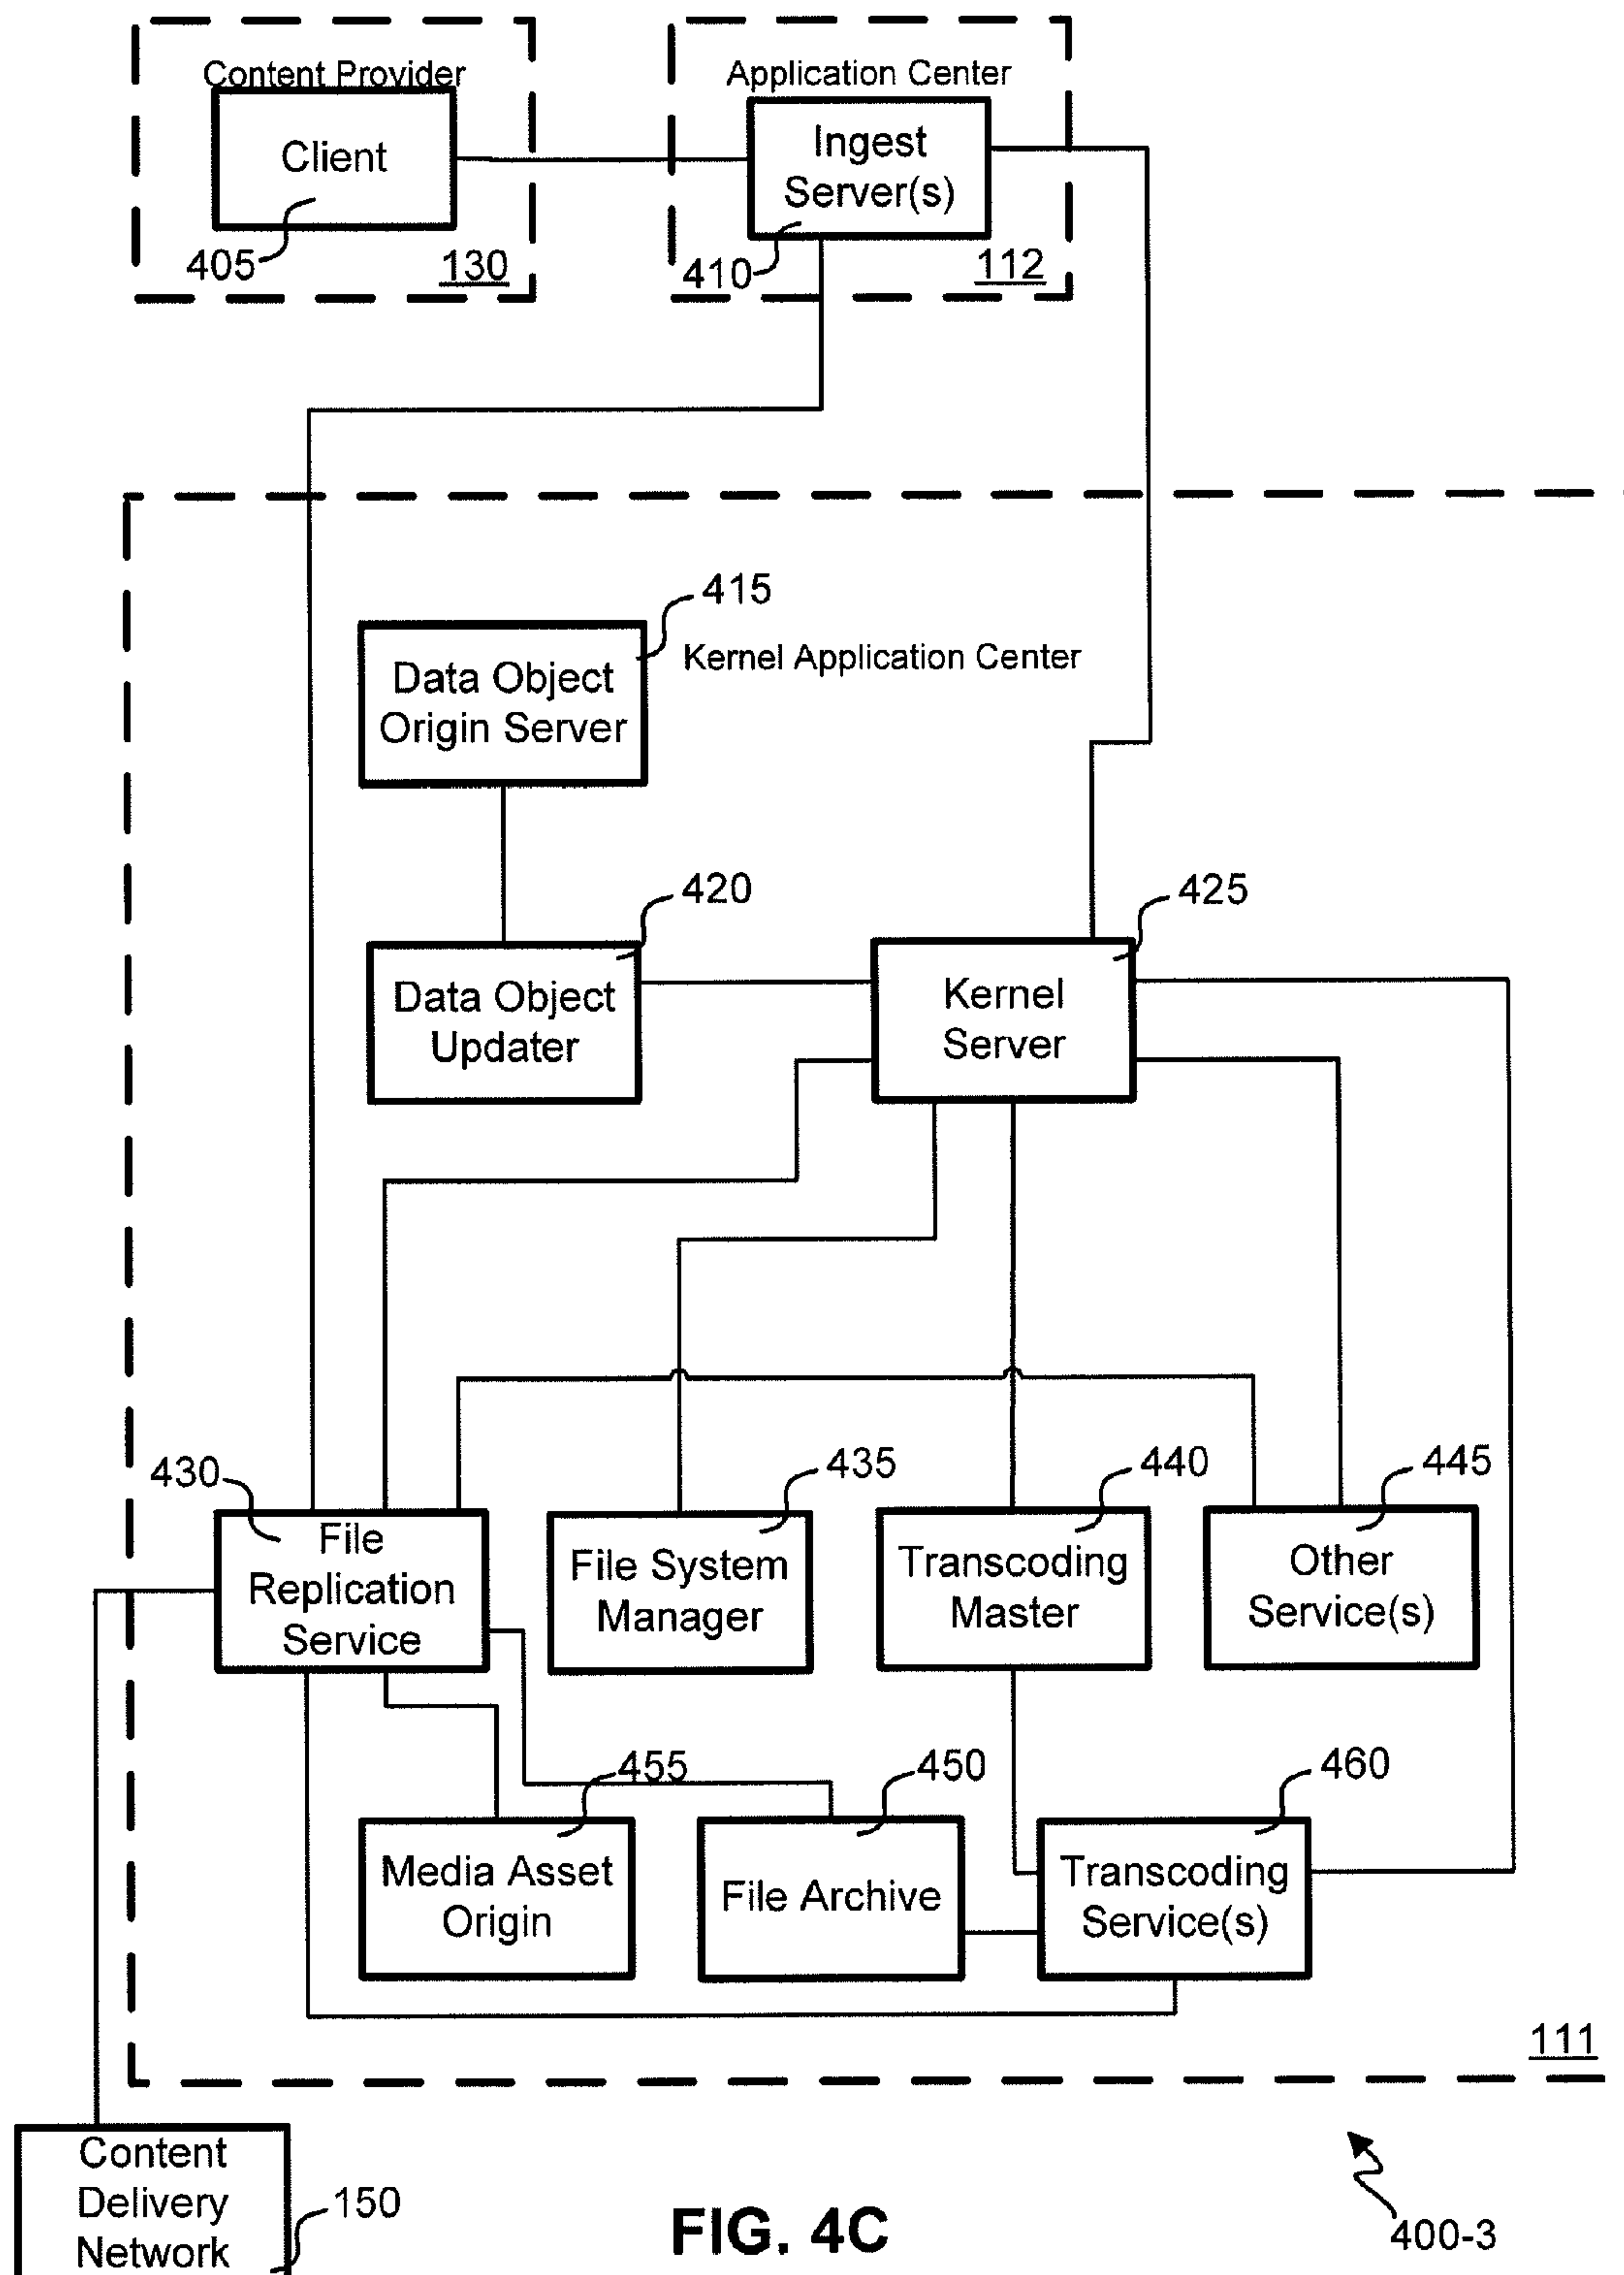 Content Provider
Client
405
130
Application Center
Ingest
Server(s)
410
112
415
Data Object
Origin Server
Kernel Application Center
420
Data Object
Updater
425
Kernel
Server
430
File
Replication
Service
435
File System
Manager
440
Transcoding
Master
445
Other
Service(s)
455
Media Asset
Origin
450
File Archive
460
Transcoding
Service(s)
111
Content
Delivery
Network
150
FIG. 4C
400-3